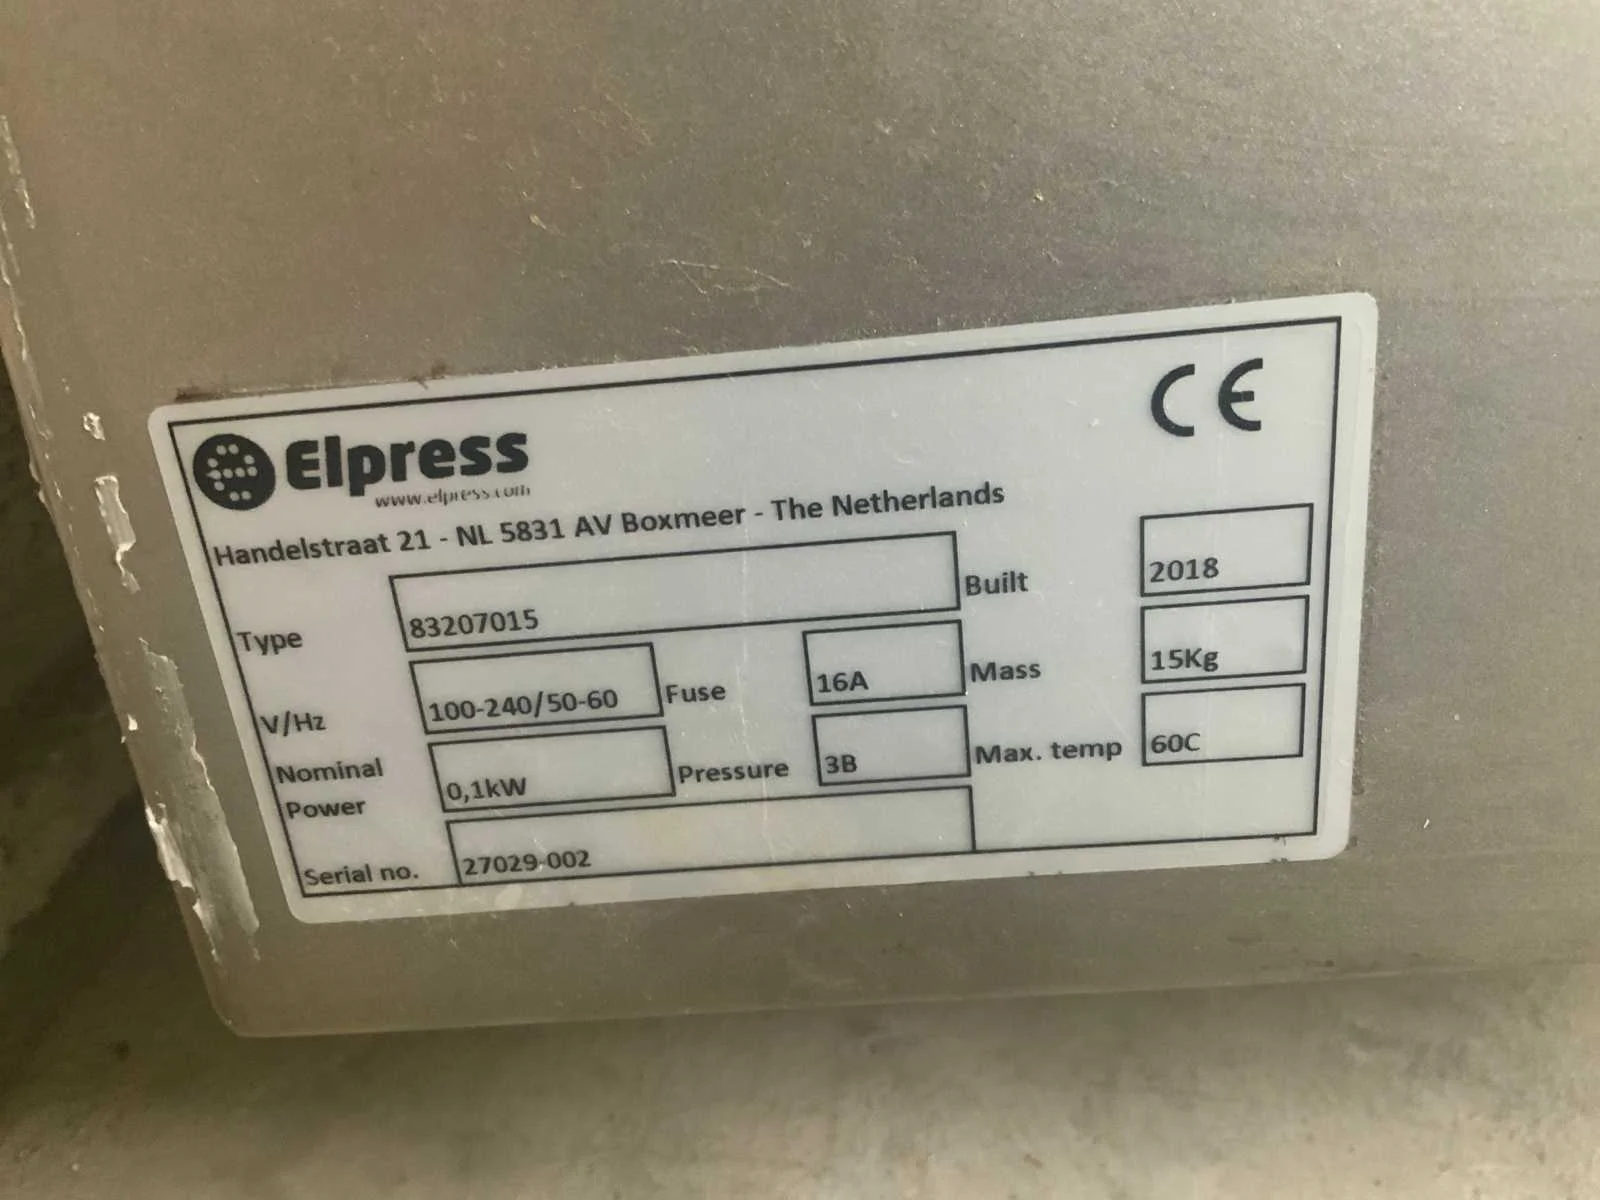 Elpress
www.elpress.com
CE
Handelstraat 21 - NL 5831 AV Boxmeer - The Netherlands
Type 83207015 Built 2018
V/Hz 100-240/50-60 Fuse 16A Mass 15Kg
Nominal Power 0,1kW Pressure 3B Max. temp 60C
Serial no. 27029-002